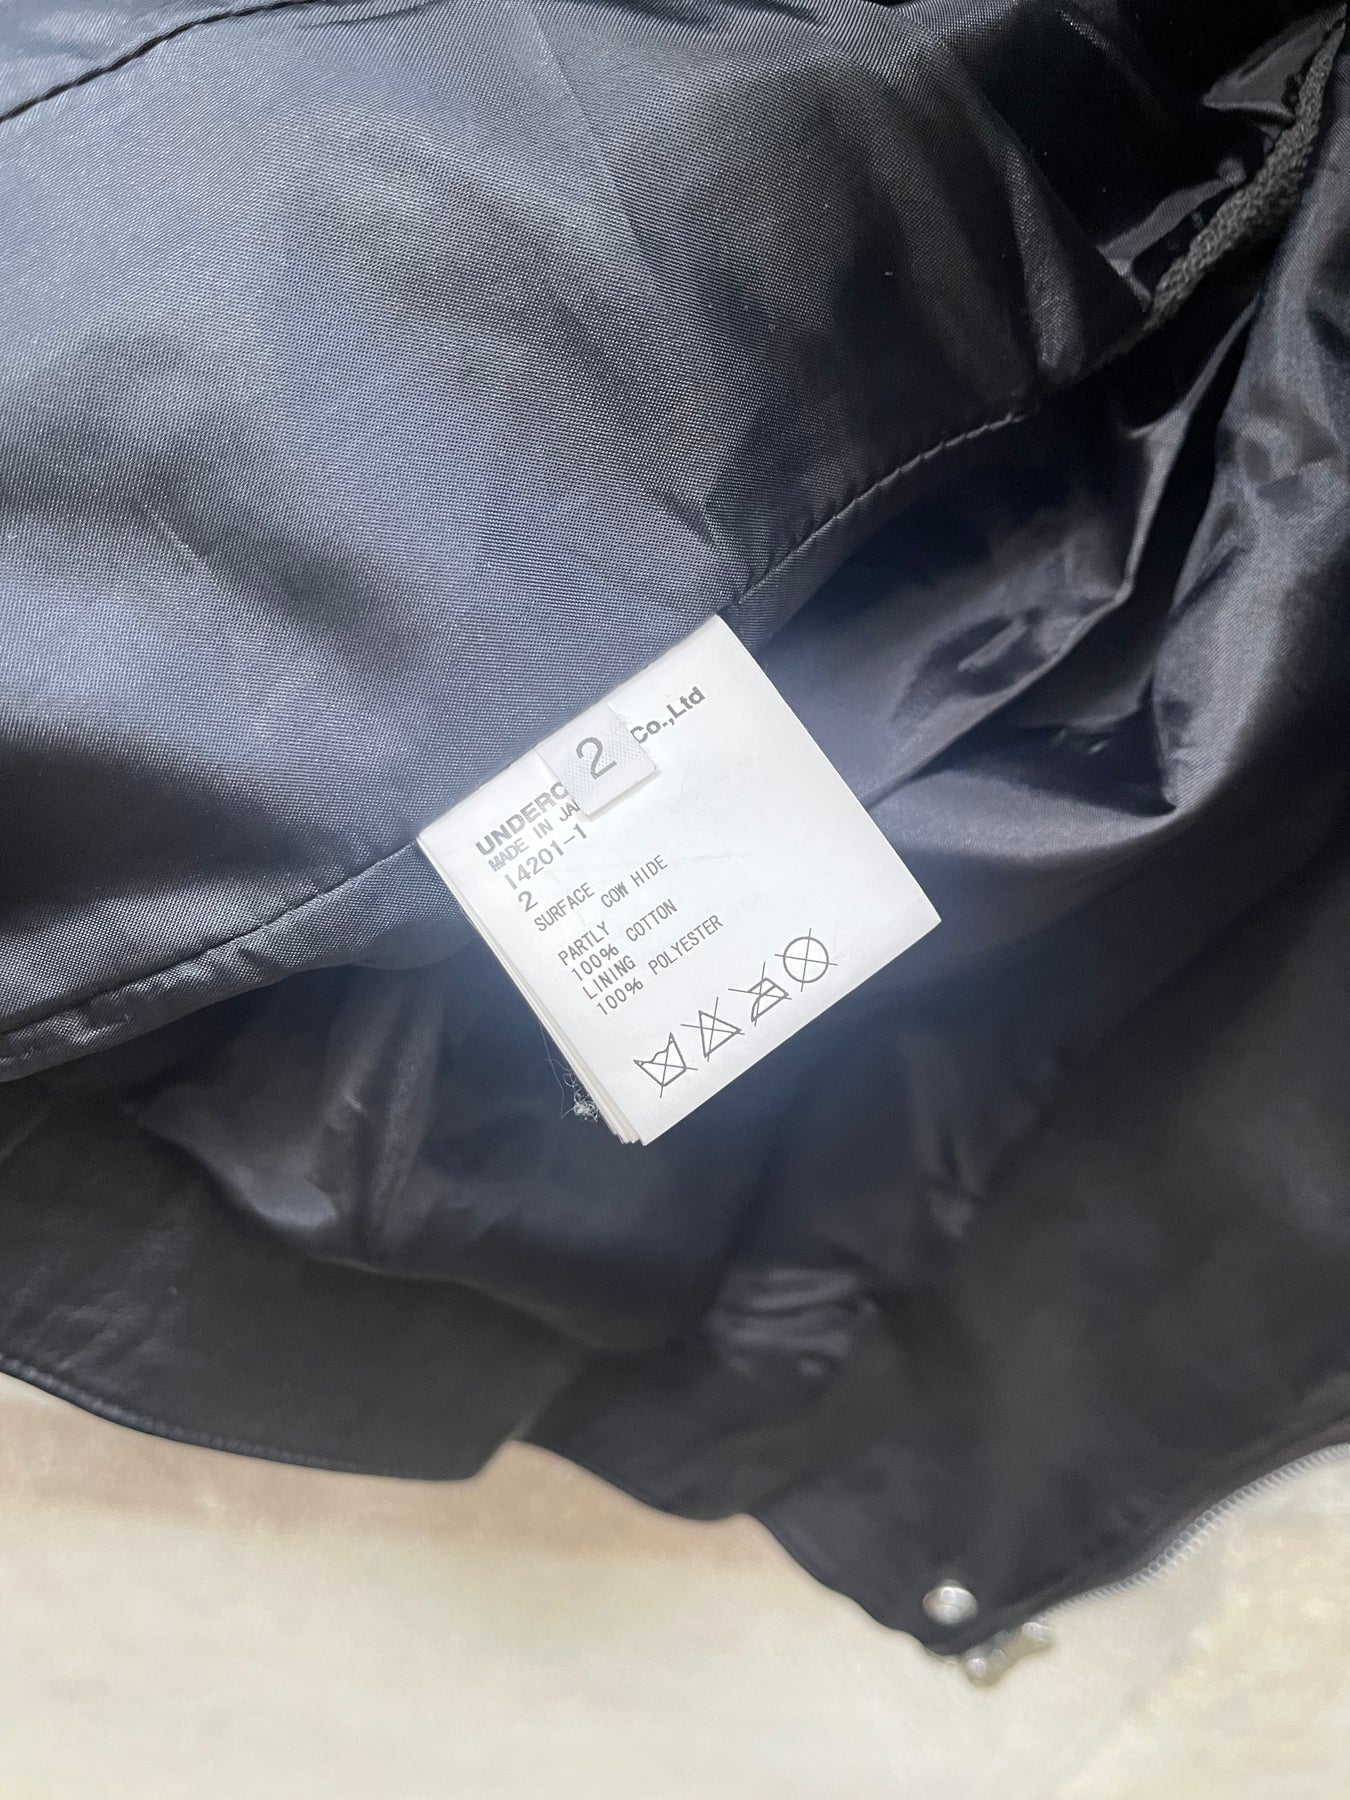 2
UNDERC Co.,Ltd
MADE IN JA
14201-1
2
SURFACE
COW HIDE
PARTLY
100% COTTON
LINING
100% POLYESTER